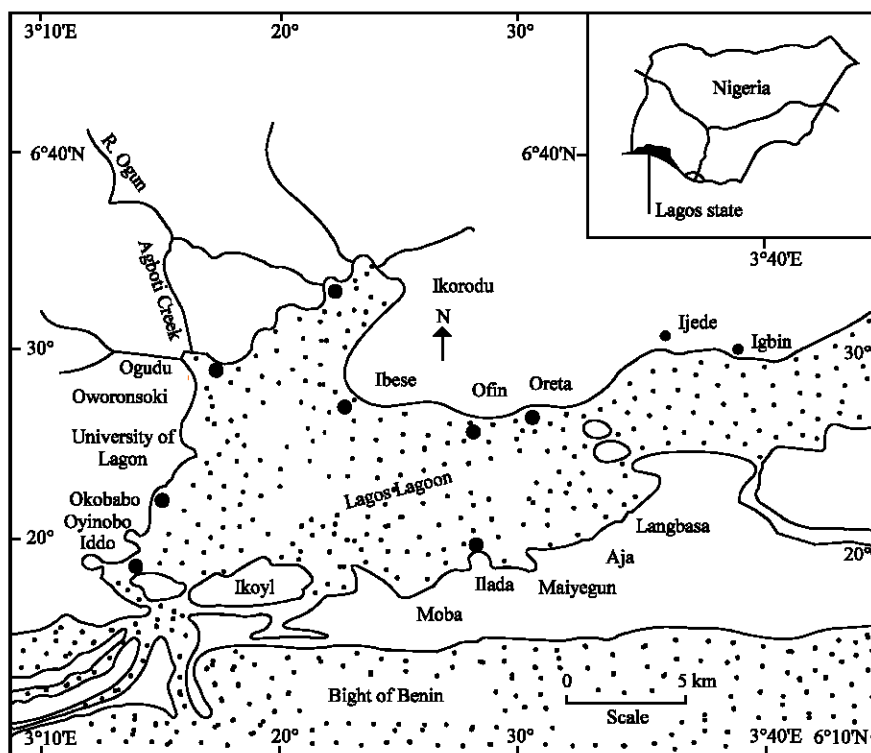 3°10'E 20° 30°
Nigeria
6°40'N
6°40'N
R. Ogun
Lagos state
3°40'E
Agboti Creek
Ikorodu
N
Ijede
Igbin
30°
30°
Ogudu
Ibese
Ofin
Oreta
Oworonsoki
University of
Lagon
Lagos Lagoon
Okobabo
Oyinobo
Iddo
Langbasa
20°
20°
Aja
Ikoyl
Ilada
Maiyegun
Moba
0 5 km
Bight of Benin
Scale
3°10'E 20° 30° 3°40'E 6°10'N